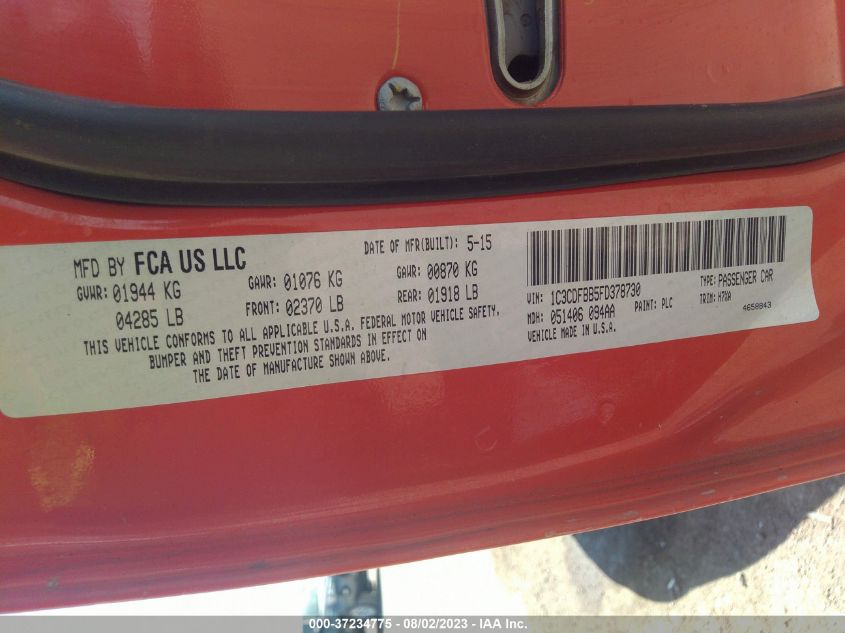 MFD BY FCA US LLC
DATE OF MFR(BUILT): 5-15
GVWR: 01944 KG
04285 LB
GAWR: 01076 KG
FRONT: 02370 LB
GAWR: 00870 KG
REAR: 01918 LB
THIS VEHICLE CONFORMS TO ALL APPLICABLE U.S.A. FEDERAL MOTOR VEHICLE SAFETY,
BUMPER AND THEFT PREVENTION STANDARDS IN EFFECT ON
THE DATE OF MANUFACTURE SHOWN ABOVE.
VIN: 1C3CDFBB5FD378730
TYPE: PASSENGER CAR
MDH: 051406 094AA
PAINT: PLC
TRIM: H7DA
VEHICLE MADE IN U.S.A.
4658843
000-37234775 - 08/02/2023 - IAA Inc.